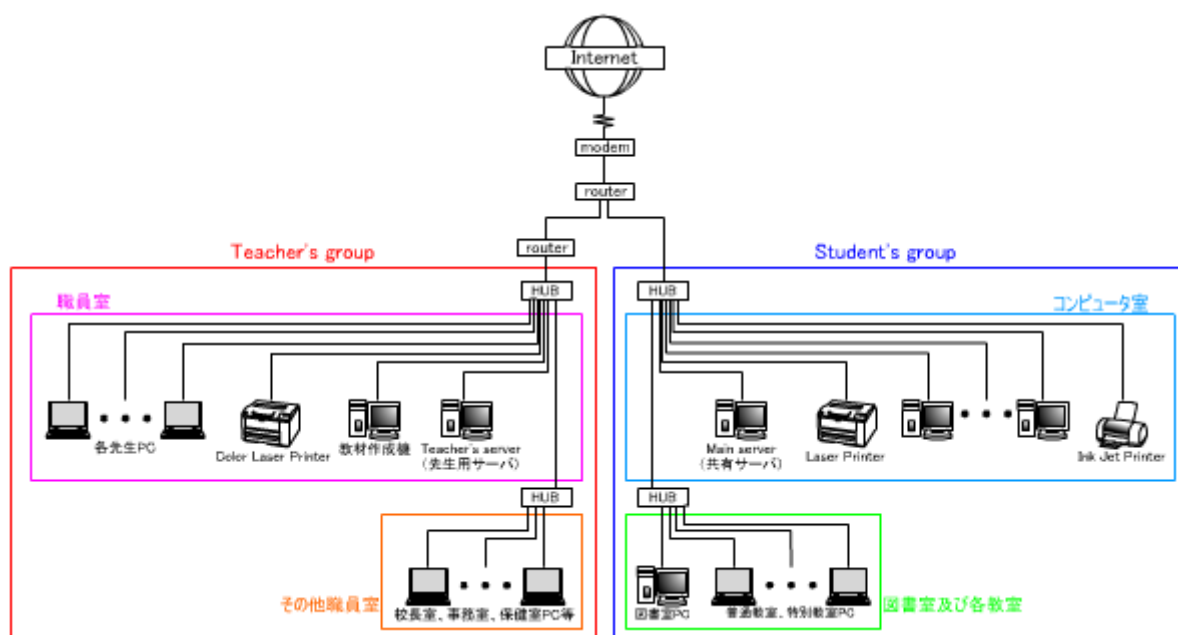 Internet
modem
router
router
Teacher's group
Student's group
HUB
HUB
職員室
コンピュータ室
各先生PC
Color Laser Printer
教材作成機
Teacher's server
(先生用サーバ)
Main server
(共有サーバ)
Laser Printer
Ink Jet Printer
HUB
HUB
その他職員室
校長室、事務室、保健室PC等
図書室PC
普通教室、特別教室PC
図書室及び各教室